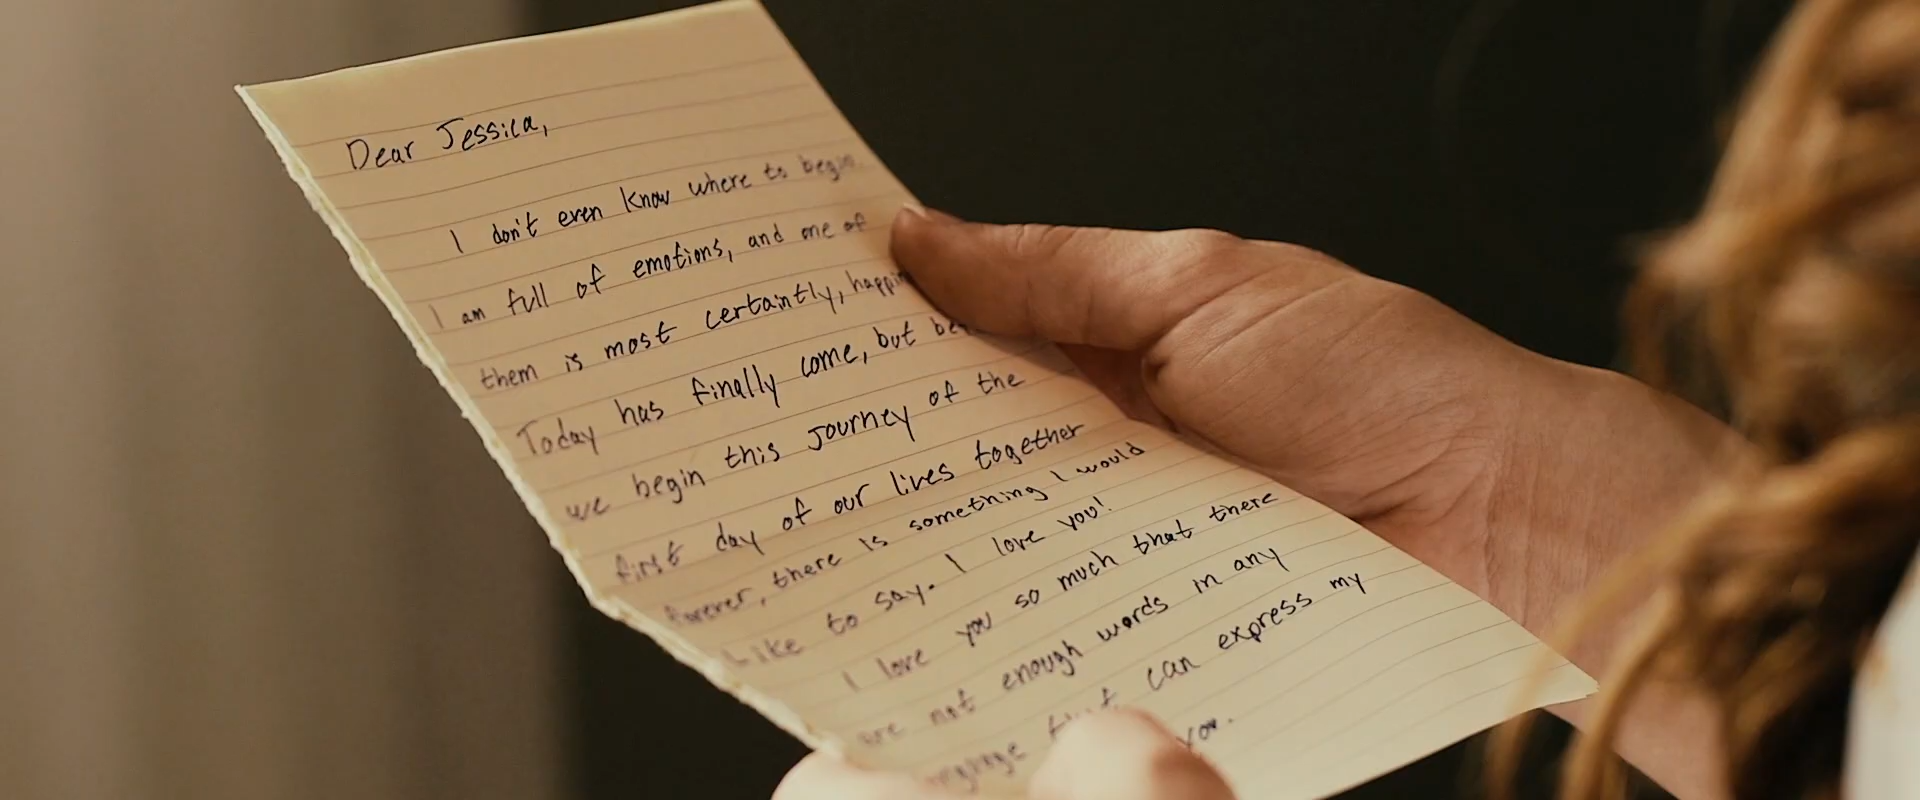 Dear Jessica,
I don't even know where to begin.
I am full of emotions, and one of
them is most certaintly, happin
Today has finally come, but be
we begin this journey of the
first day of our lives together
forever, there is something I would
like to say. I love you!
I love you so much that there
are not enough words in any
that can express my
you.